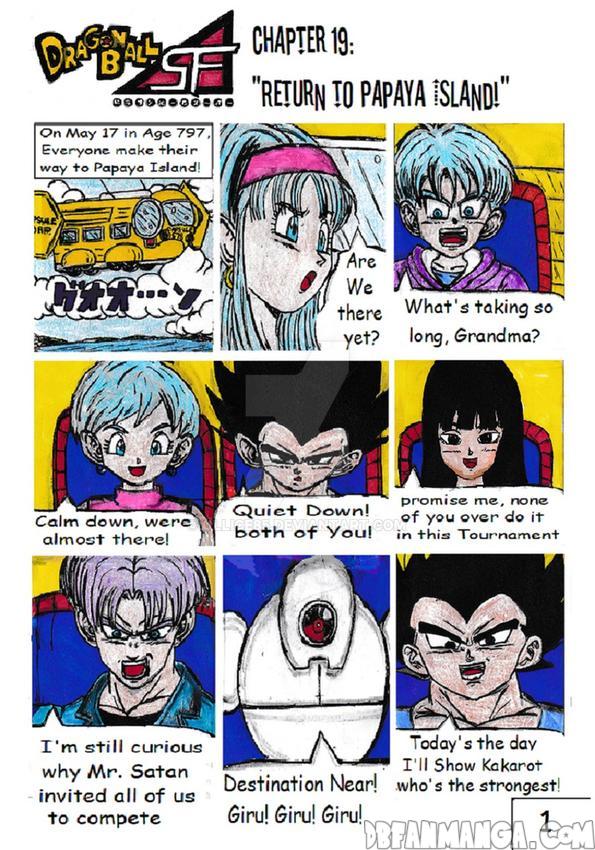 DRAGON BALL SF
CHAPTER 19:
"RETURN TO PAPAYA ISLAND!"
On May 17 in Age 797,
Everyone make their
way to Papaya Island!
ゴオオ…ン
Are
We
there
yet?
What's taking so
long, Grandma?
Calm down, were
almost there!
Quiet Down!
both of You!
promise me, none
of you over do it
in this Tournament
I'm still curious
why Mr. Satan
invited all of us
to compete
Destination Near!
Giru! Giru! Giru!
Today's the day
I'll Show Kakarot
who's the strongest!
1
DBFANMANGA.COM